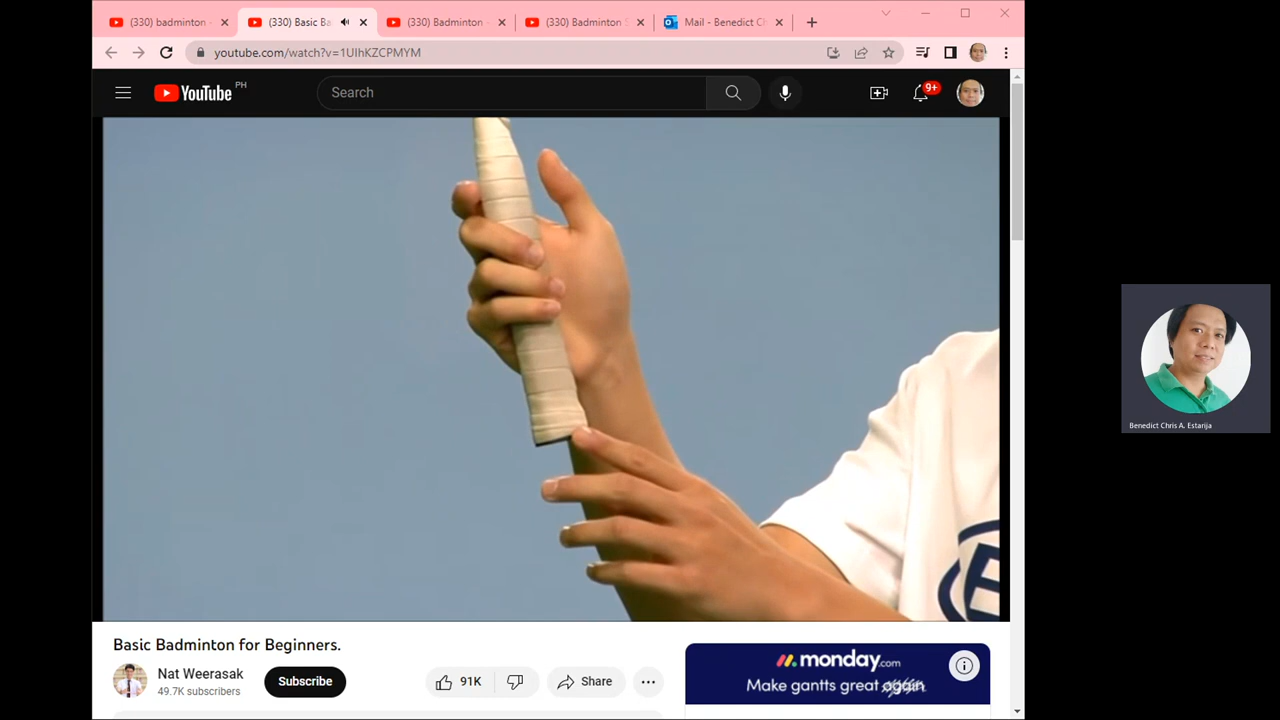 (330) badminton
(330) Basic Ba
(330) Badminton
(330) Badminton S
Mail - Benedict Ch
youtube.com/watch?v=1UIhKZCPMYM
YouTube PH
Search
9+
Benedict Chris A. Estarija
Basic Badminton for Beginners.
Nat Weerasak
49.7K subscribers
Subscribe
91K
Share
monday.com
Make gantts great again